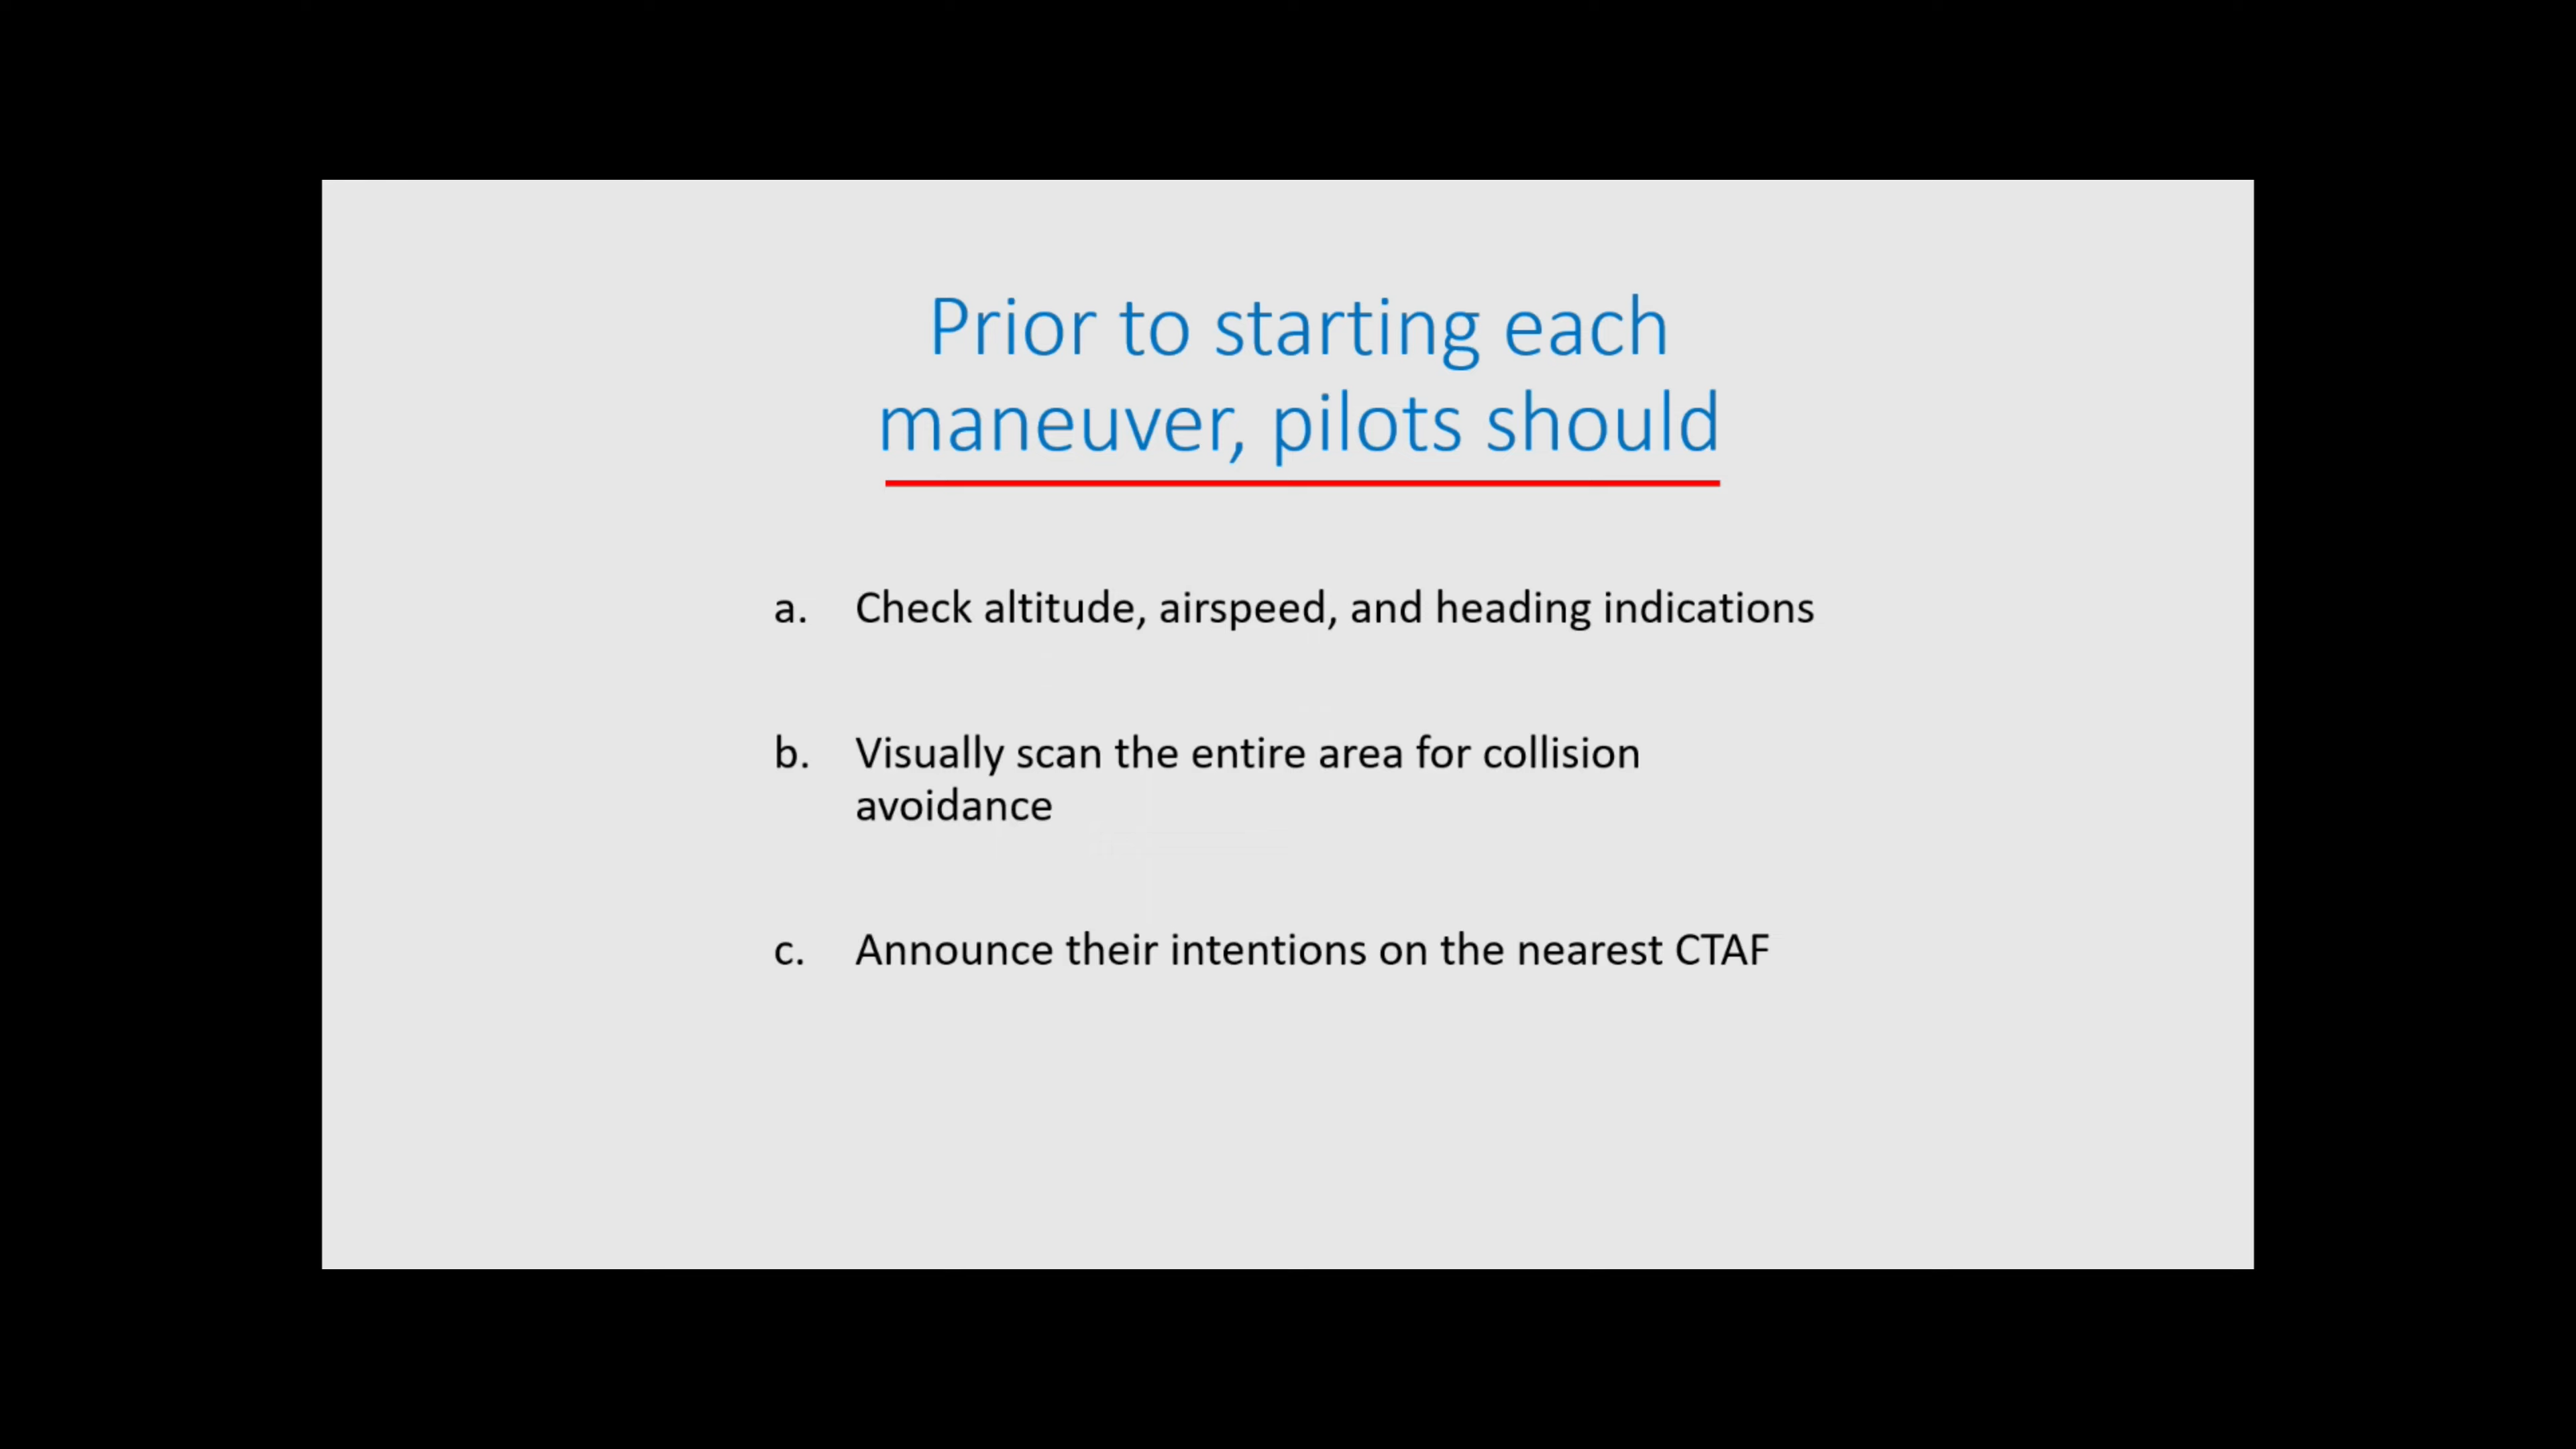 Prior to starting each
maneuver, pilots should
a. Check altitude, airspeed, and heading indications
b. Visually scan the entire area for collision
avoidance
c. Announce their intentions on the nearest CTAF